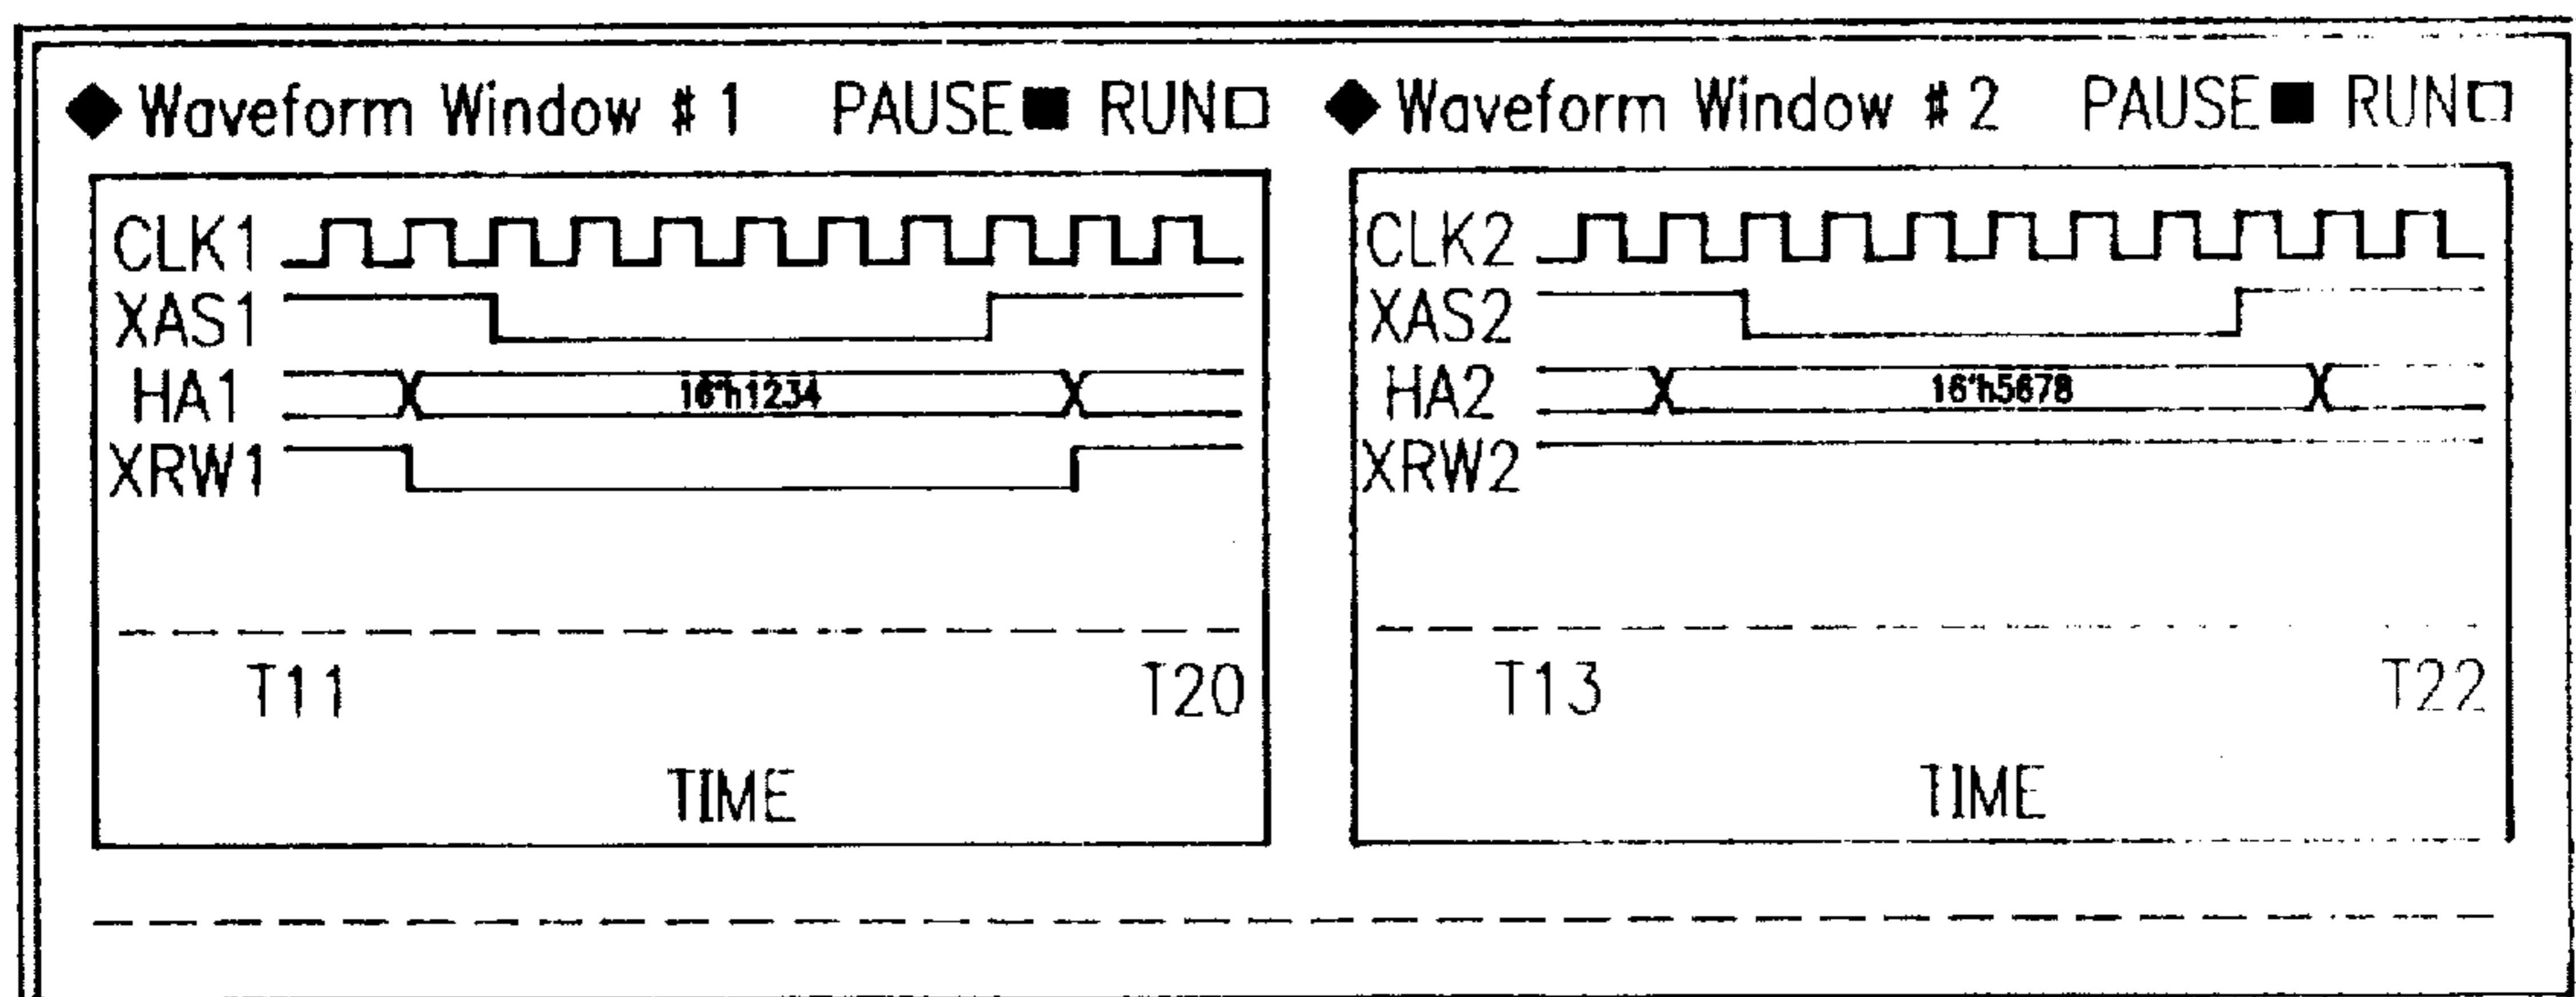 ◆ Waveform Window # 1 PAUSE■ RUN□
CLK1
XAS1
HA1 16'h1234
XRW1
T11 T20
TIME
◆ Waveform Window # 2 PAUSE■ RUN□
CLK2
XAS2
HA2 16'h5678
XRW2
T13 T22
TIME